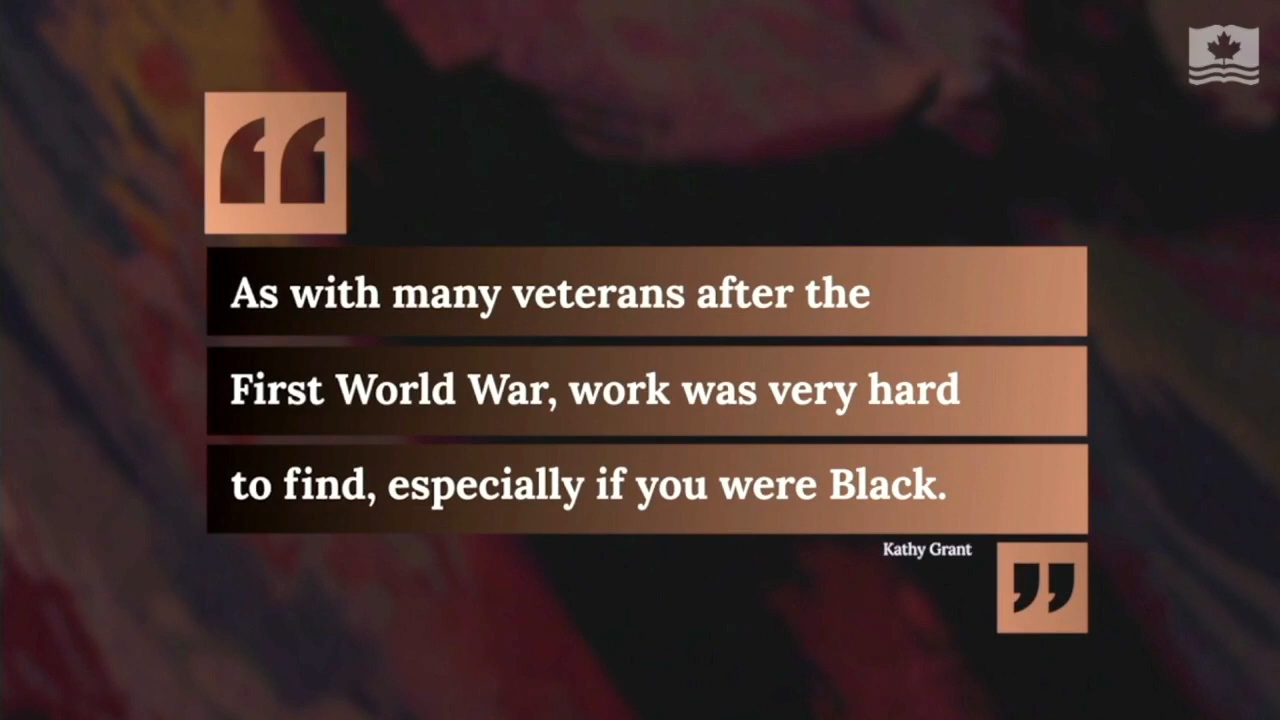 “
As with many veterans after the
First World War, work was very hard
to find, especially if you were Black.
Kathy Grant
”